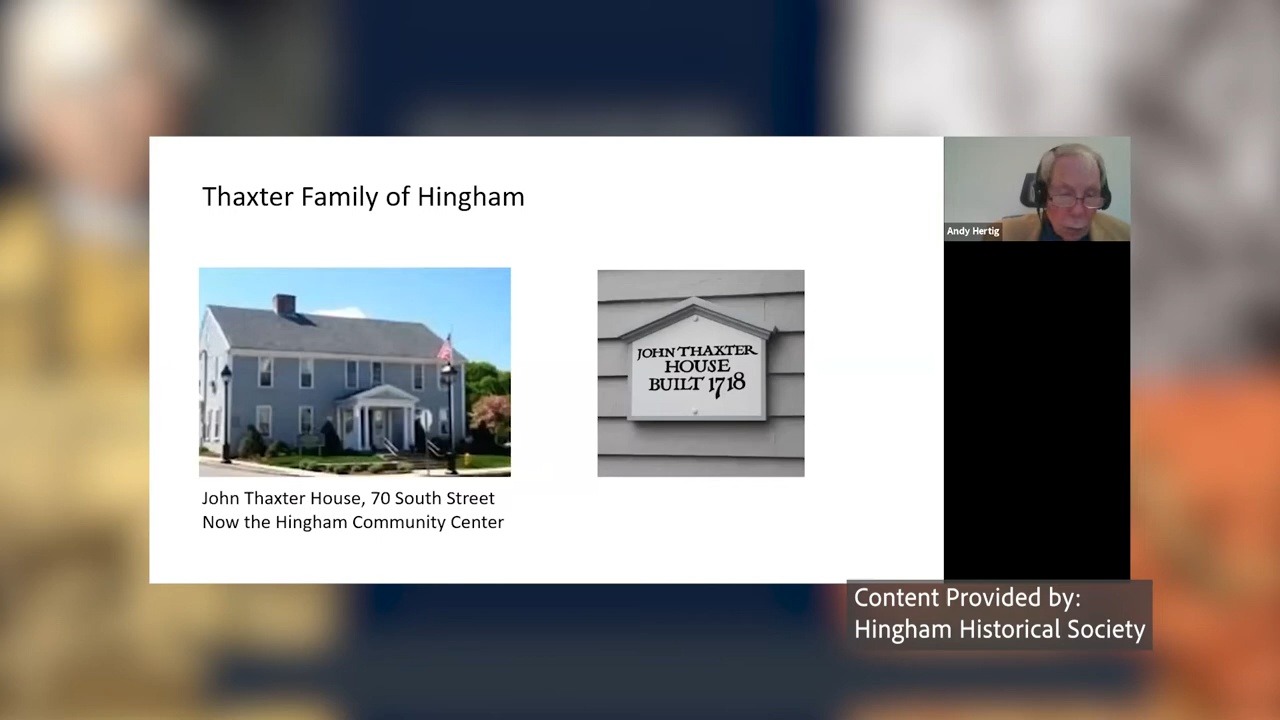 Thaxter Family of Hingham
Andy Hertig
JOHN THAXTER
HOUSE
BUILT 1718
John Thaxter House, 70 South Street
Now the Hingham Community Center
Content Provided by:
Hingham Historical Society